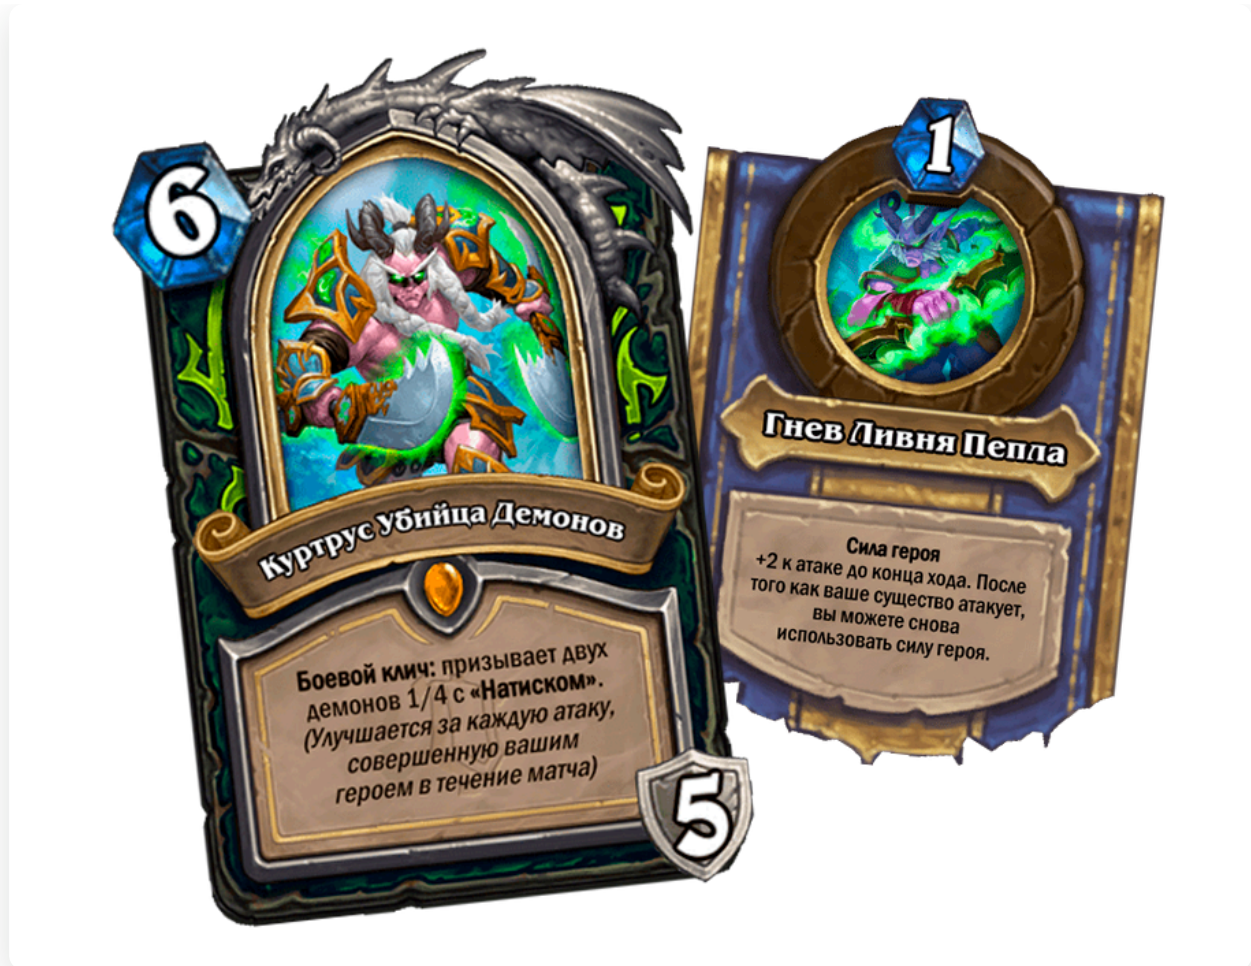 6
Куртрус Убийца Демонов
Боевой клич: призывает двух
демонов 1/4 с «Натиском».
(Улучшается за каждую атаку,
совершенную вашим
героем в течение матча)
5
1
Гнев Ливня Пепла
Сила героя
+2 к атаке до конца хода. После
того как ваше существо атакует,
вы можете снова
использовать силу героя.